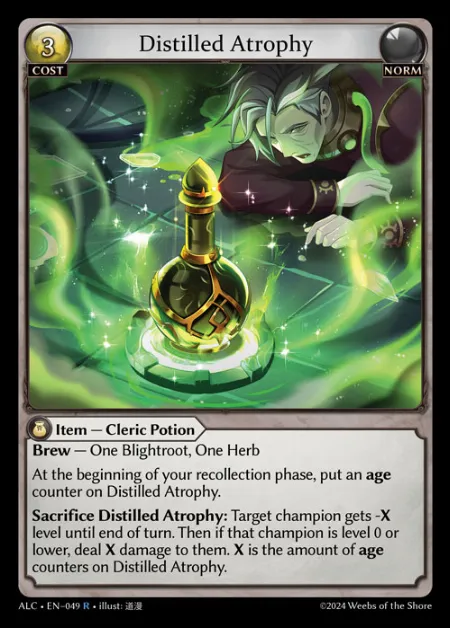 3
Distilled Atrophy
COST
NORM
Item — Cleric Potion
Brew — One Blightroot, One Herb
At the beginning of your recollection phase, put an age
counter on Distilled Atrophy.
Sacrifice Distilled Atrophy: Target champion gets -X
level until end of turn. Then if that champion is level 0 or
lower, deal X damage to them. X is the amount of age
counters on Distilled Atrophy.
ALC • EN-049 R • illust: 道漫
©2024 Weebs of the Shore